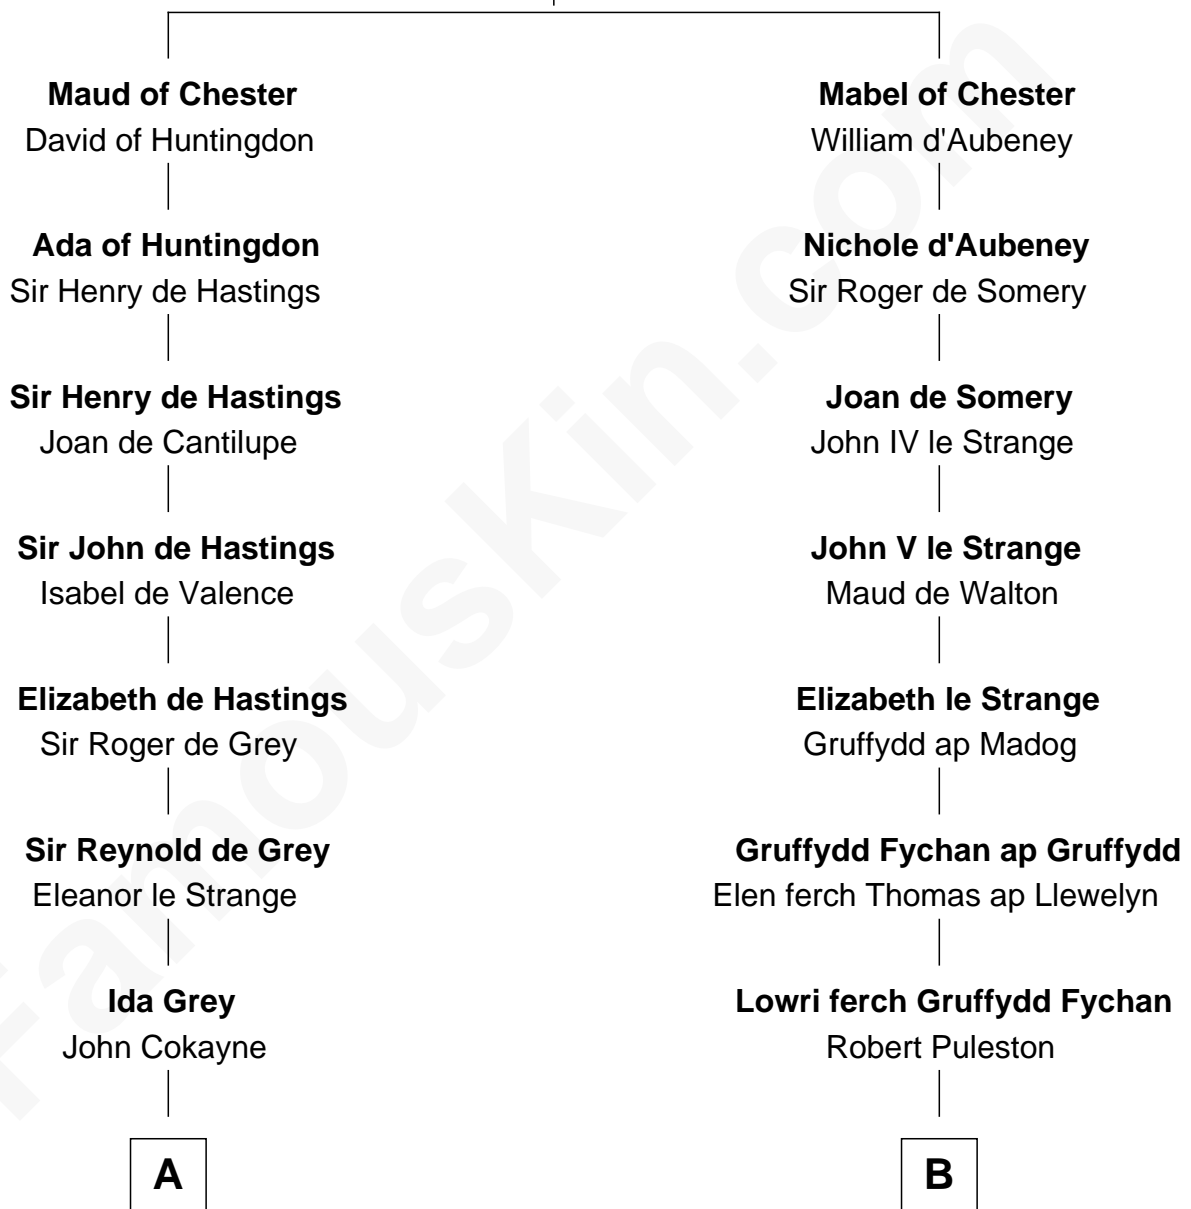 Maud of Chester
David of Huntingdon
Ada of Huntingdon
Sir Henry de Hastings
Sir Henry de Hastings
Joan de Cantilupe
Sir John de Hastings
Isabel de Valence
Elizabeth de Hastings
Sir Roger de Grey
Sir Reynold de Grey
Eleanor le Strange
Ida Grey
John Cokayne
A
Mabel of Chester
William d'Aubeney
Nichole d'Aubeney
Sir Roger de Somery
Joan de Somery
John IV le Strange
John V le Strange
Maud de Walton
Elizabeth le Strange
Gruffydd ap Madog
Gruffydd Fychan ap Gruffydd
Elen ferch Thomas ap Llewelyn
Lowri ferch Gruffydd Fychan
Robert Puleston
B
FamousKin.com